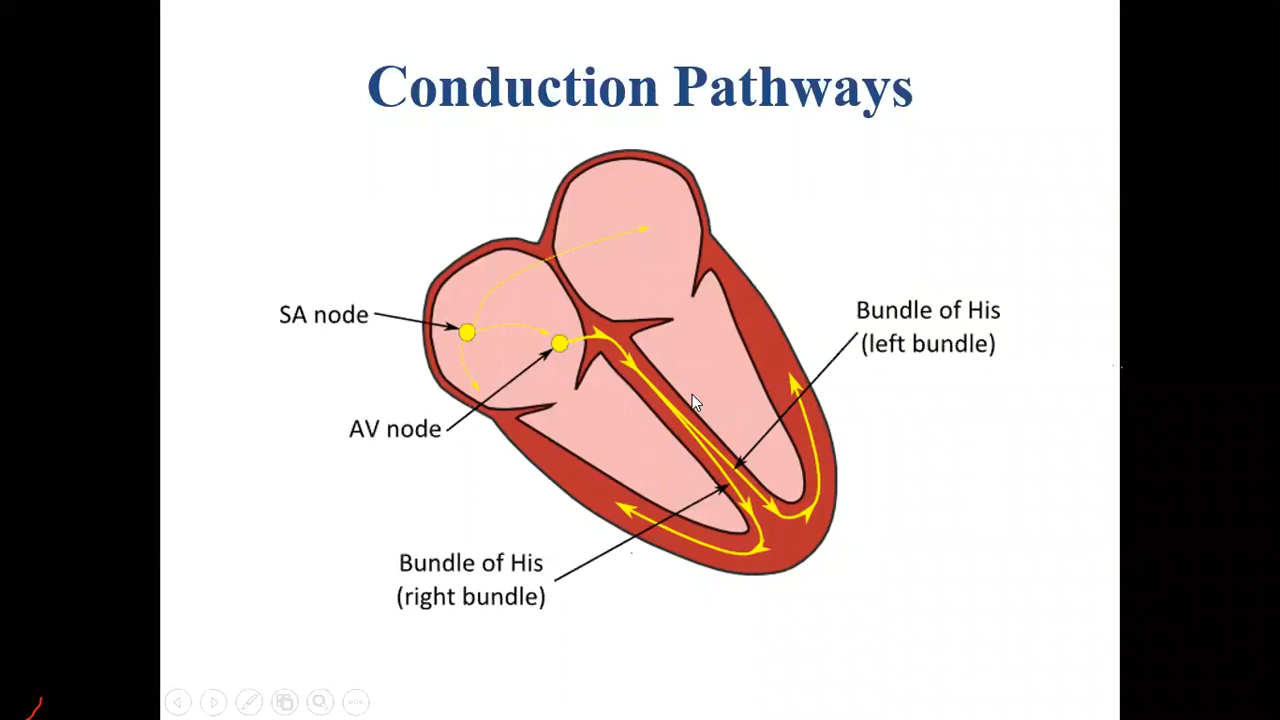 Conduction Pathways
SA node
Bundle of His
(left bundle)
AV node
Bundle of His
(right bundle)